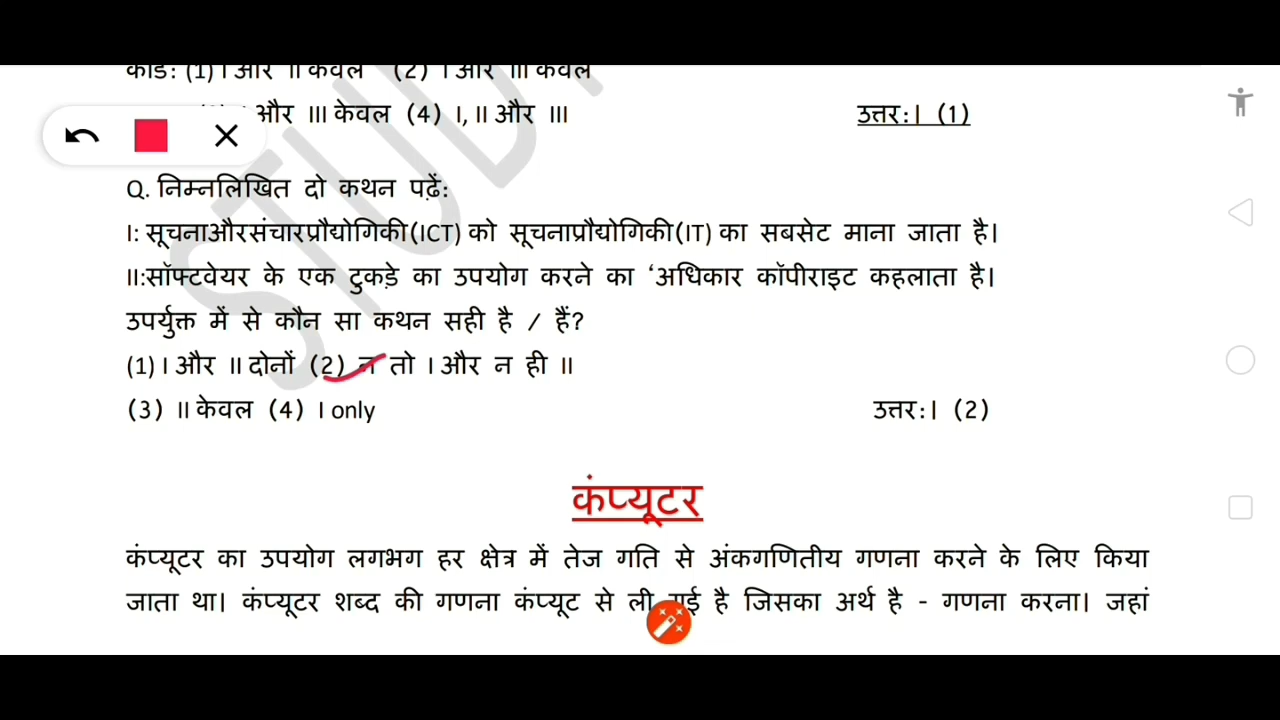 कोड: (1) I और II केवल (2) I और III केवल
और III केवल (4) I, II और III उत्तर:| (1)
Q. निम्नलिखित दो कथन पढ़ें:
I: सूचनाऔरसंचारप्रौयोगिकी(ICT) को सूचनाप्रौयोगिकी(IT) का सबसेट माना जाता है।
II:सॉफ्टवेयर के एक टुकड़े का उपयोग करने का ‘अधिकार कॉपीराइट कहलाता है।
उपर्युक्त में से कौन सा कथन सही है / हैं?
(1) I और II दोनों (2) न तो I और न ही II
(3) II केवल (4) I only उत्तर:| (2)
कंप्यूटर
कंप्यूटर का उपयोग लगभग हर क्षेत्र में तेज गति से अंकगणितीय गणना करने के लिए किया
जाता था। कंप्यूटर शब्द की गणना कंप्यूट से ली गई है जिसका अर्थ है - गणना करना। जहां